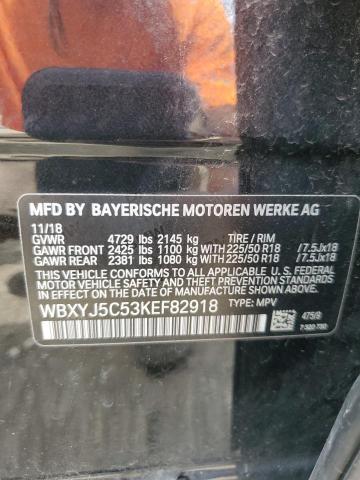 MFD BY BAYERISCHE MOTOREN WERKE AG
11/18
GVWR 4729 lbs 2145 kg TIRE / RIM
GAWR FRONT 2425 lbs 1100 kg WITH 225/50 R18 /7.5Jx18
GAWR REAR 2381 lbs 1080 kg WITH 225/50 R18 /7.5Jx18
THIS VEHICLE CONFORMS TO ALL APPLICABLE FEDERAL
MOTOR VEHICLE SAFETY, BUMPER, AND THEFT PREVENTION
STANDARDS IN EFFECT ON THE DATE OF MANUFACTURE SHOWN ABOVE.
WBXYJ5C53KEF82918 TYPE: MPV
475/9